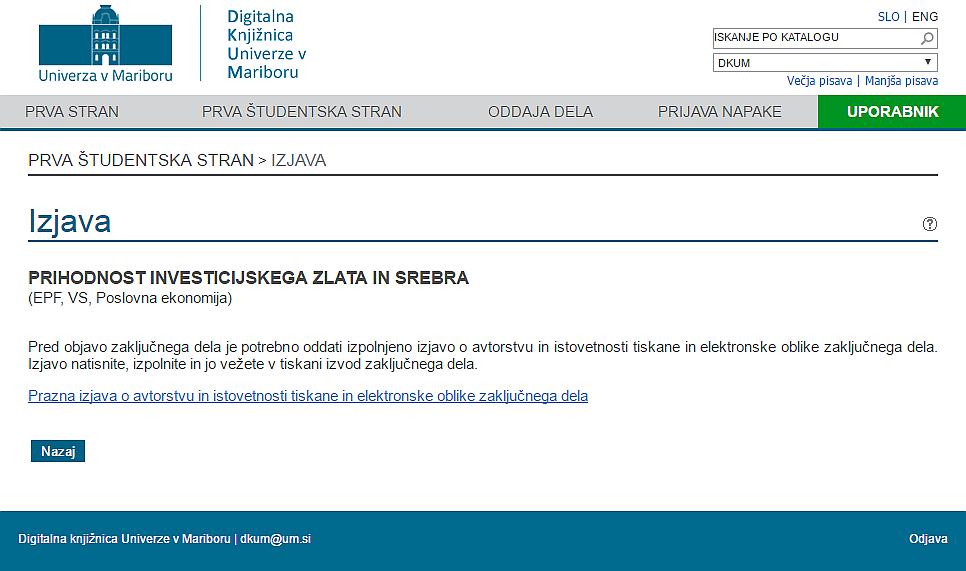 Univerza v Mariboru
Digitalna
Knjižnica
Univerze v
Mariboru
SLO | ENG
ISKANJE PO KATALOGU
DKUM
Večja pisava | Manjša pisava
PRVA STRAN PRVA ŠTUDENTSKA STRAN ODDAJA DELA PRIJAVA NAPAKE UPORABNIK
PRVA ŠTUDENTSKA STRAN > IZJAVA
Izjava
?
PRIHODNOST INVESTICIJSKEGA ZLATA IN SREBRA
(EPF, VS, Poslovna ekonomija)
Pred objavo zaključnega dela je potrebno oddati izpolnjeno izjavo o avtorstvu in istovetnosti tiskane in elektronske oblike zaključnega dela.
Izjavo natisnite, izpolnite in jo vežete v tiskani izvod zaključnega dela.
Prazna izjava o avtorstvu in istovetnosti tiskane in elektronske oblike zaključnega dela
Nazaj
Digitalna knjižnica Univerze v Mariboru | dkum@um.si
Odjava